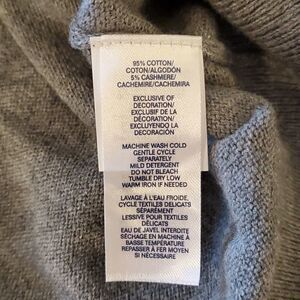 95% COTTON/
COTON/ALGODÓN
5% CASHMERE/
CACHEMIRE/CACHEMIRA
EXCLUSIVE OF
DECORATION/
EXCLUSIF DE LA
DÉCORATION/
EXCLUYENDO LA
DECORACIÓN
MACHINE WASH COLD
GENTLE CYCLE
SEPARATELY
MILD DETERGENT
DO NOT BLEACH
TUMBLE DRY LOW
WARM IRON IF NEEDED
LAVAGE À L'EAU FROIDE,
CYCLE TEXTILES DÉLICATS
SÉPARÉMENT
LESSIVE POUR TEXTILES
DÉLICATS
EAU DE JAVEL INTERDITE
SÉCHAGE EN MACHINE À
BASSE TEMPÉRATURE
REPASSER À FER MOYEN
SI NÉCESSAIRE